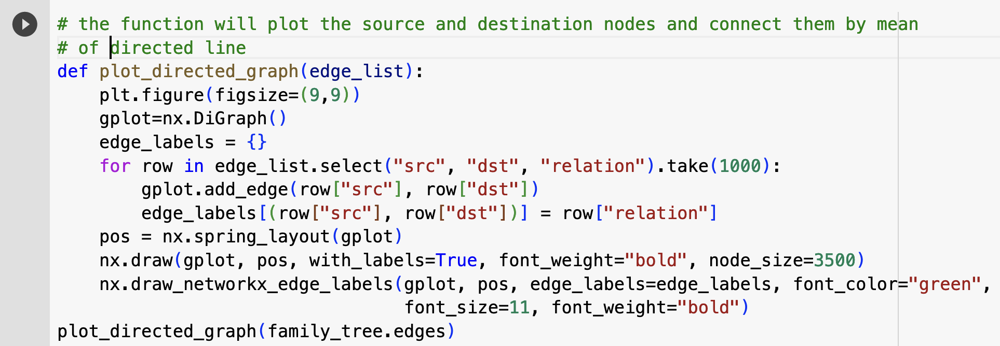 # the function will plot the source and destination nodes and connect them by mean
# of directed line
def plot_directed_graph(edge_list):
    plt.figure(figsize=(9,9))
    gplot=nx.DiGraph()
    edge_labels = {}
    for row in edge_list.select("src", "dst", "relation").take(1000):
        gplot.add_edge(row["src"], row["dst"])
        edge_labels[(row["src"], row["dst"])] = row["relation"]
    pos = nx.spring_layout(gplot)
    nx.draw(gplot, pos, with_labels=True, font_weight="bold", node_size=3500)
    nx.draw_networkx_edge_labels(gplot, pos, edge_labels=edge_labels, font_color="green",
                                 font_size=11, font_weight="bold")
plot_directed_graph(family_tree.edges)